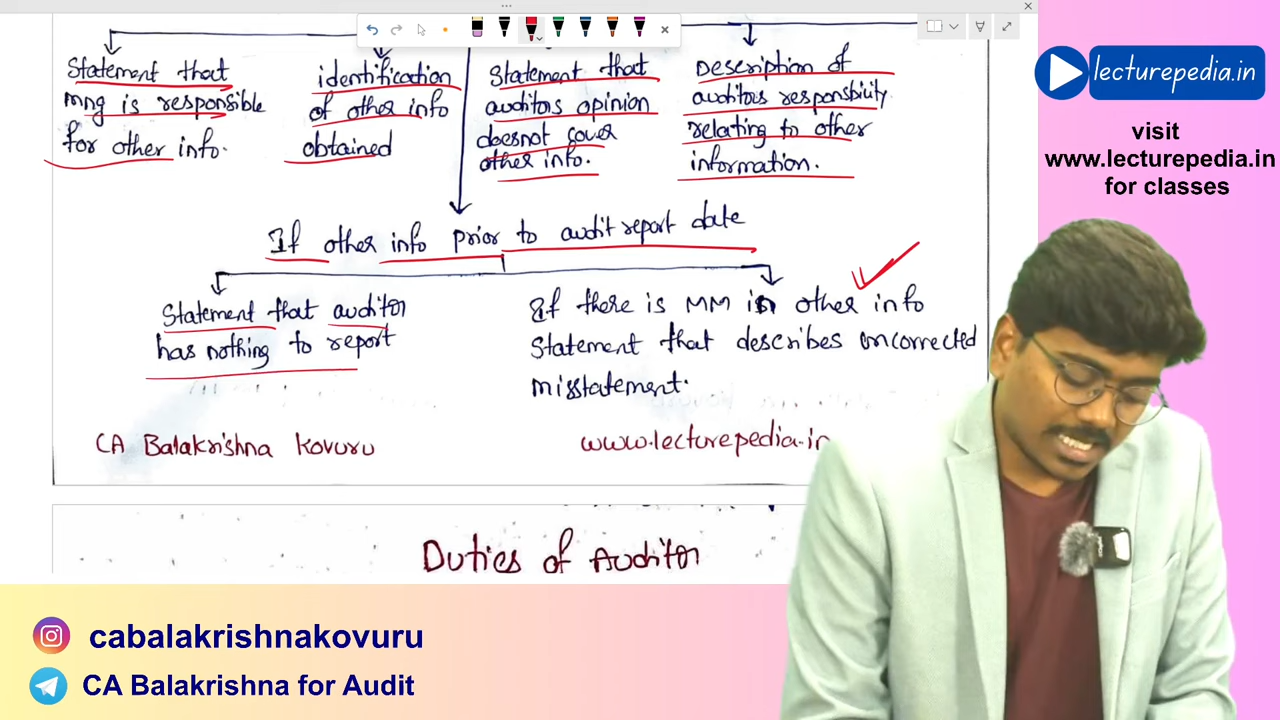 Statement that
mng is responsible
for other info.
identification
of other info
obtained
Statement that
auditors opinion
doesnot cover
other info.
Description of
auditors responsbility
relating to other
information.
If other info prior to audit report date
Statement that auditor
has nothing to report
If there is MM in other info
Statement that describes uncorrected
misstatement.
CA Balakrishna Kovuru
www.lecturepedia.in
Duties of Auditor
lecturepedia.in
visit
www.lecturepedia.in
for classes
cabalakrishnakovuru
CA Balakrishna for Audit